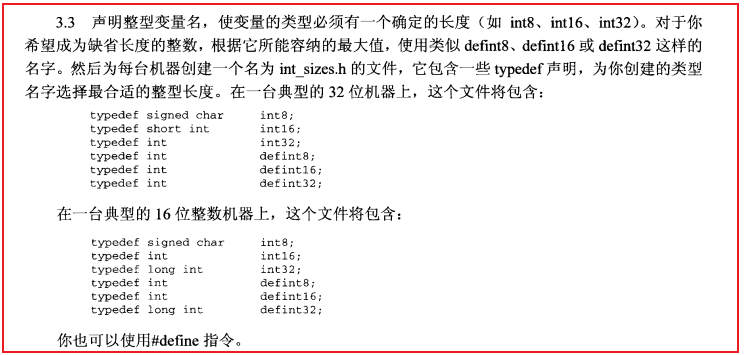 3.3 声明整型变量名，使变量的类型必须有一个确定的长度（如 int8、int16、int32）。对于你
希望成为缺省长度的整数，根据它所能容纳的最大值，使用类似 defint8、defint16 或 defint32 这样的
名字。然后为每台机器创建一个名为 int_sizes.h 的文件，它包含一些 typedef 声明，为你创建的类型
名字选择最合适的整型长度。在一台典型的 32 位机器上，这个文件将包含：
typedef signed char int8;
typedef short int int16;
typedef int int32;
typedef int defint8;
typedef int defint16;
typedef int defint32;
在一台典型的 16 位整数机器上，这个文件将包含：
typedef signed char int8;
typedef int int16;
typedef long int int32;
typedef int defint8;
typedef int defint16;
typedef long int defint32;
你也可以使用#define 指令。